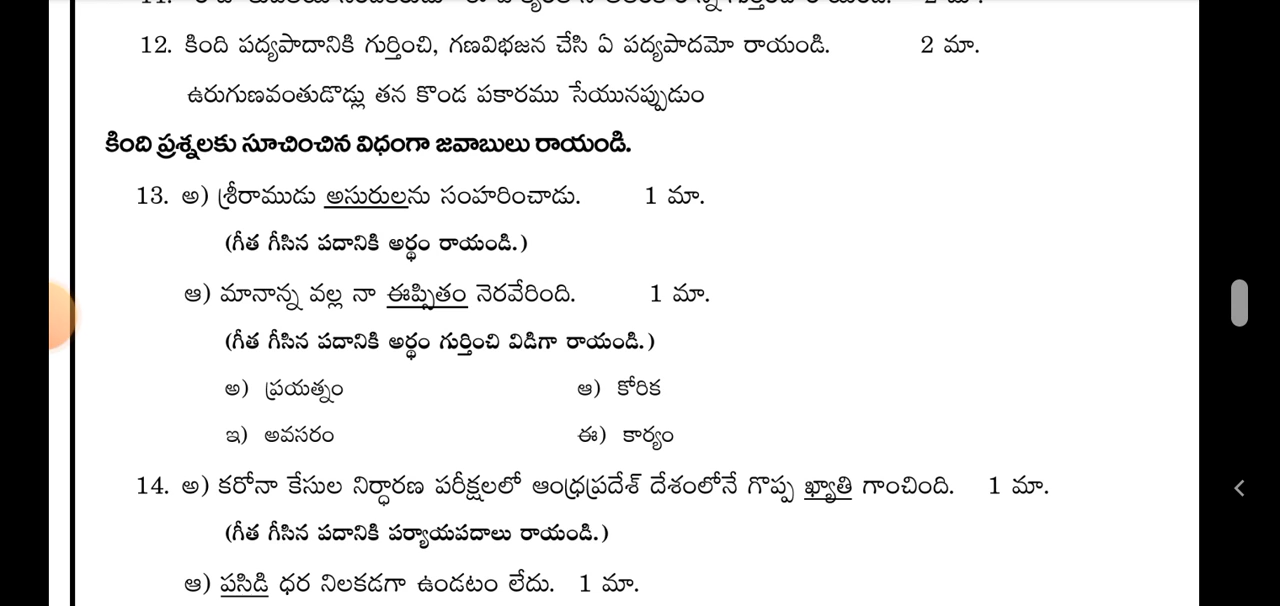 12. కింది పద్యపాదానికి గుర్తించి, గణవిభజన చేసి ఏ పద్యపాదమో రాయండి. 2 మా.
ఉరుగుణవంతుడొడ్లు తన కొండ పకారము సేయునప్పుడుం
కింది ప్రశ్నలకు సూచించిన విధంగా జవాబులు రాయండి.
13. అ) శ్రీరాముడు అసురులను సంహరించాడు. 1 మా.
(గీత గీసిన పదానికి అర్థం రాయండి.)
ఆ) మానాన్న వల్ల నా ఈప్సితం నెరవేరింది. 1 మా.
(గీత గీసిన పదానికి అర్థం గుర్తించి విడిగా రాయండి.)
అ) ప్రయత్నం ఆ) కోరిక
ఇ) అవసరం ఈ) కార్యం
14. అ) కరోనా కేసుల నిర్ధారణ పరీక్షలలో ఆంధ్రప్రదేశ్ దేశంలోనే గొప్ప ఖ్యాతి గాంచింది. 1 మా.
(గీత గీసిన పదానికి పర్యాయపదాలు రాయండి.)
ఆ) పసిడి ధర నిలకడగా ఉండటం లేదు. 1 మా.